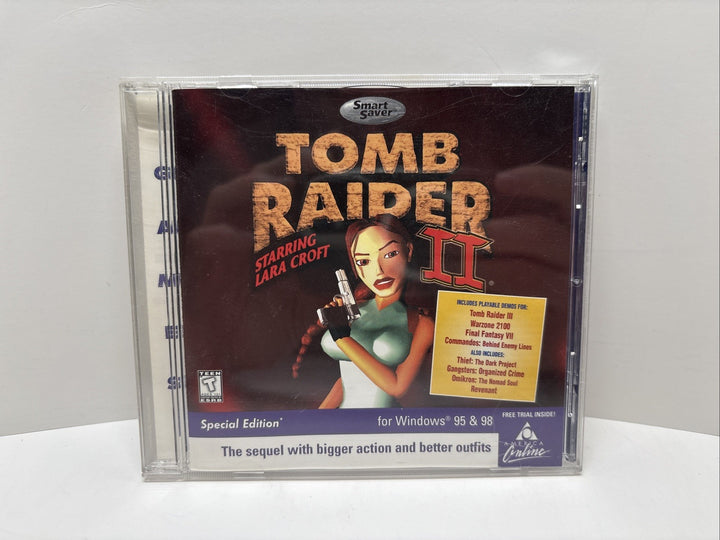 Smart
Saver
TOMB
RAIDER
II
STARRING
LARA CROFT
INCLUDES PLAYABLE DEMOS FOR:
Tomb Raider III
Warzone 2100
Final Fantasy VII
Commandos: Behind Enemy Lines
ALSO INCLUDES:
Thief: The Dark Project
Gangsters: Organized Crime
Omikron: The Nomad Soul
Revenant
TEEN
T
ESRB
Special Edition*
for Windows® 95 & 98
FREE TRIAL INSIDE!
AMERICA
Online
The sequel with bigger action and better outfits